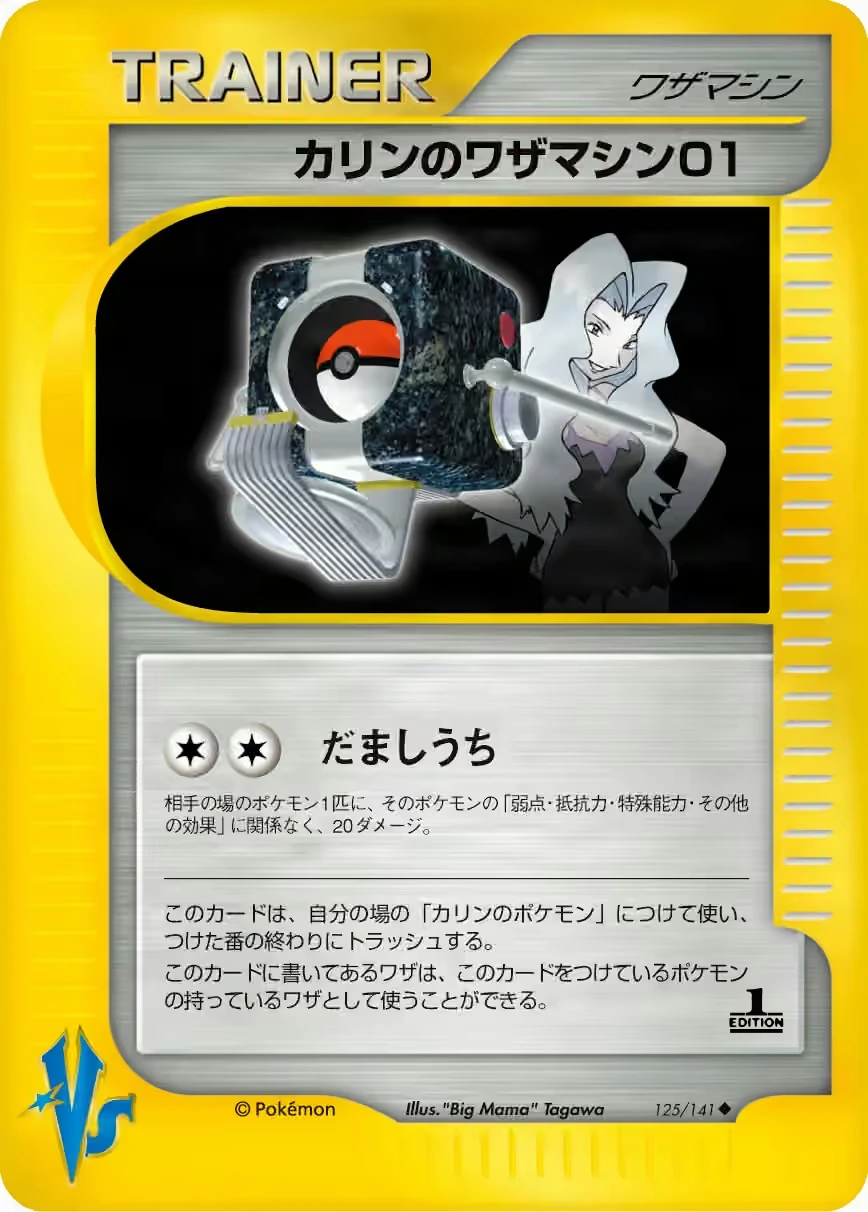 TRAINER
ワザマシン
カリンのワザマシン01
だましうち
相手の場のポケモン1匹に、そのポケモンの「弱点・抵抗力・特殊能力・その他
の効果」に関係なく、20ダメージ。
このカードは、自分の場の「カリンのポケモン」につけて使い、
つけた番の終わりにトラッシュする。
このカードに書いてあるワザは、このカードをつけているポケモン
の持っているワザとして使うことができる。
1
EDITION
VS
© Pokémon
Illus."Big Mama" Tagawa
125/141◆